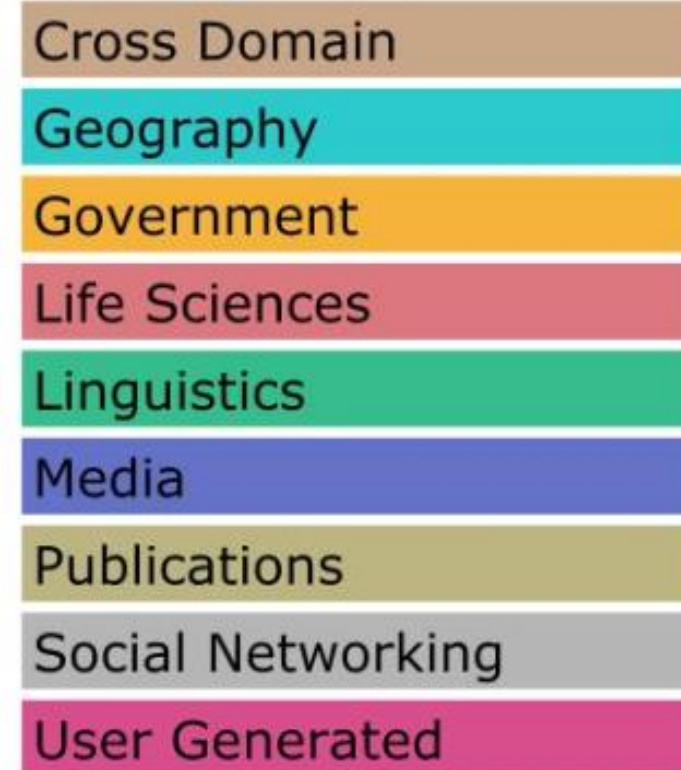 Cross Domain
Geography
Government
Life Sciences
Linguistics
Media
Publications
Social Networking
User Generated